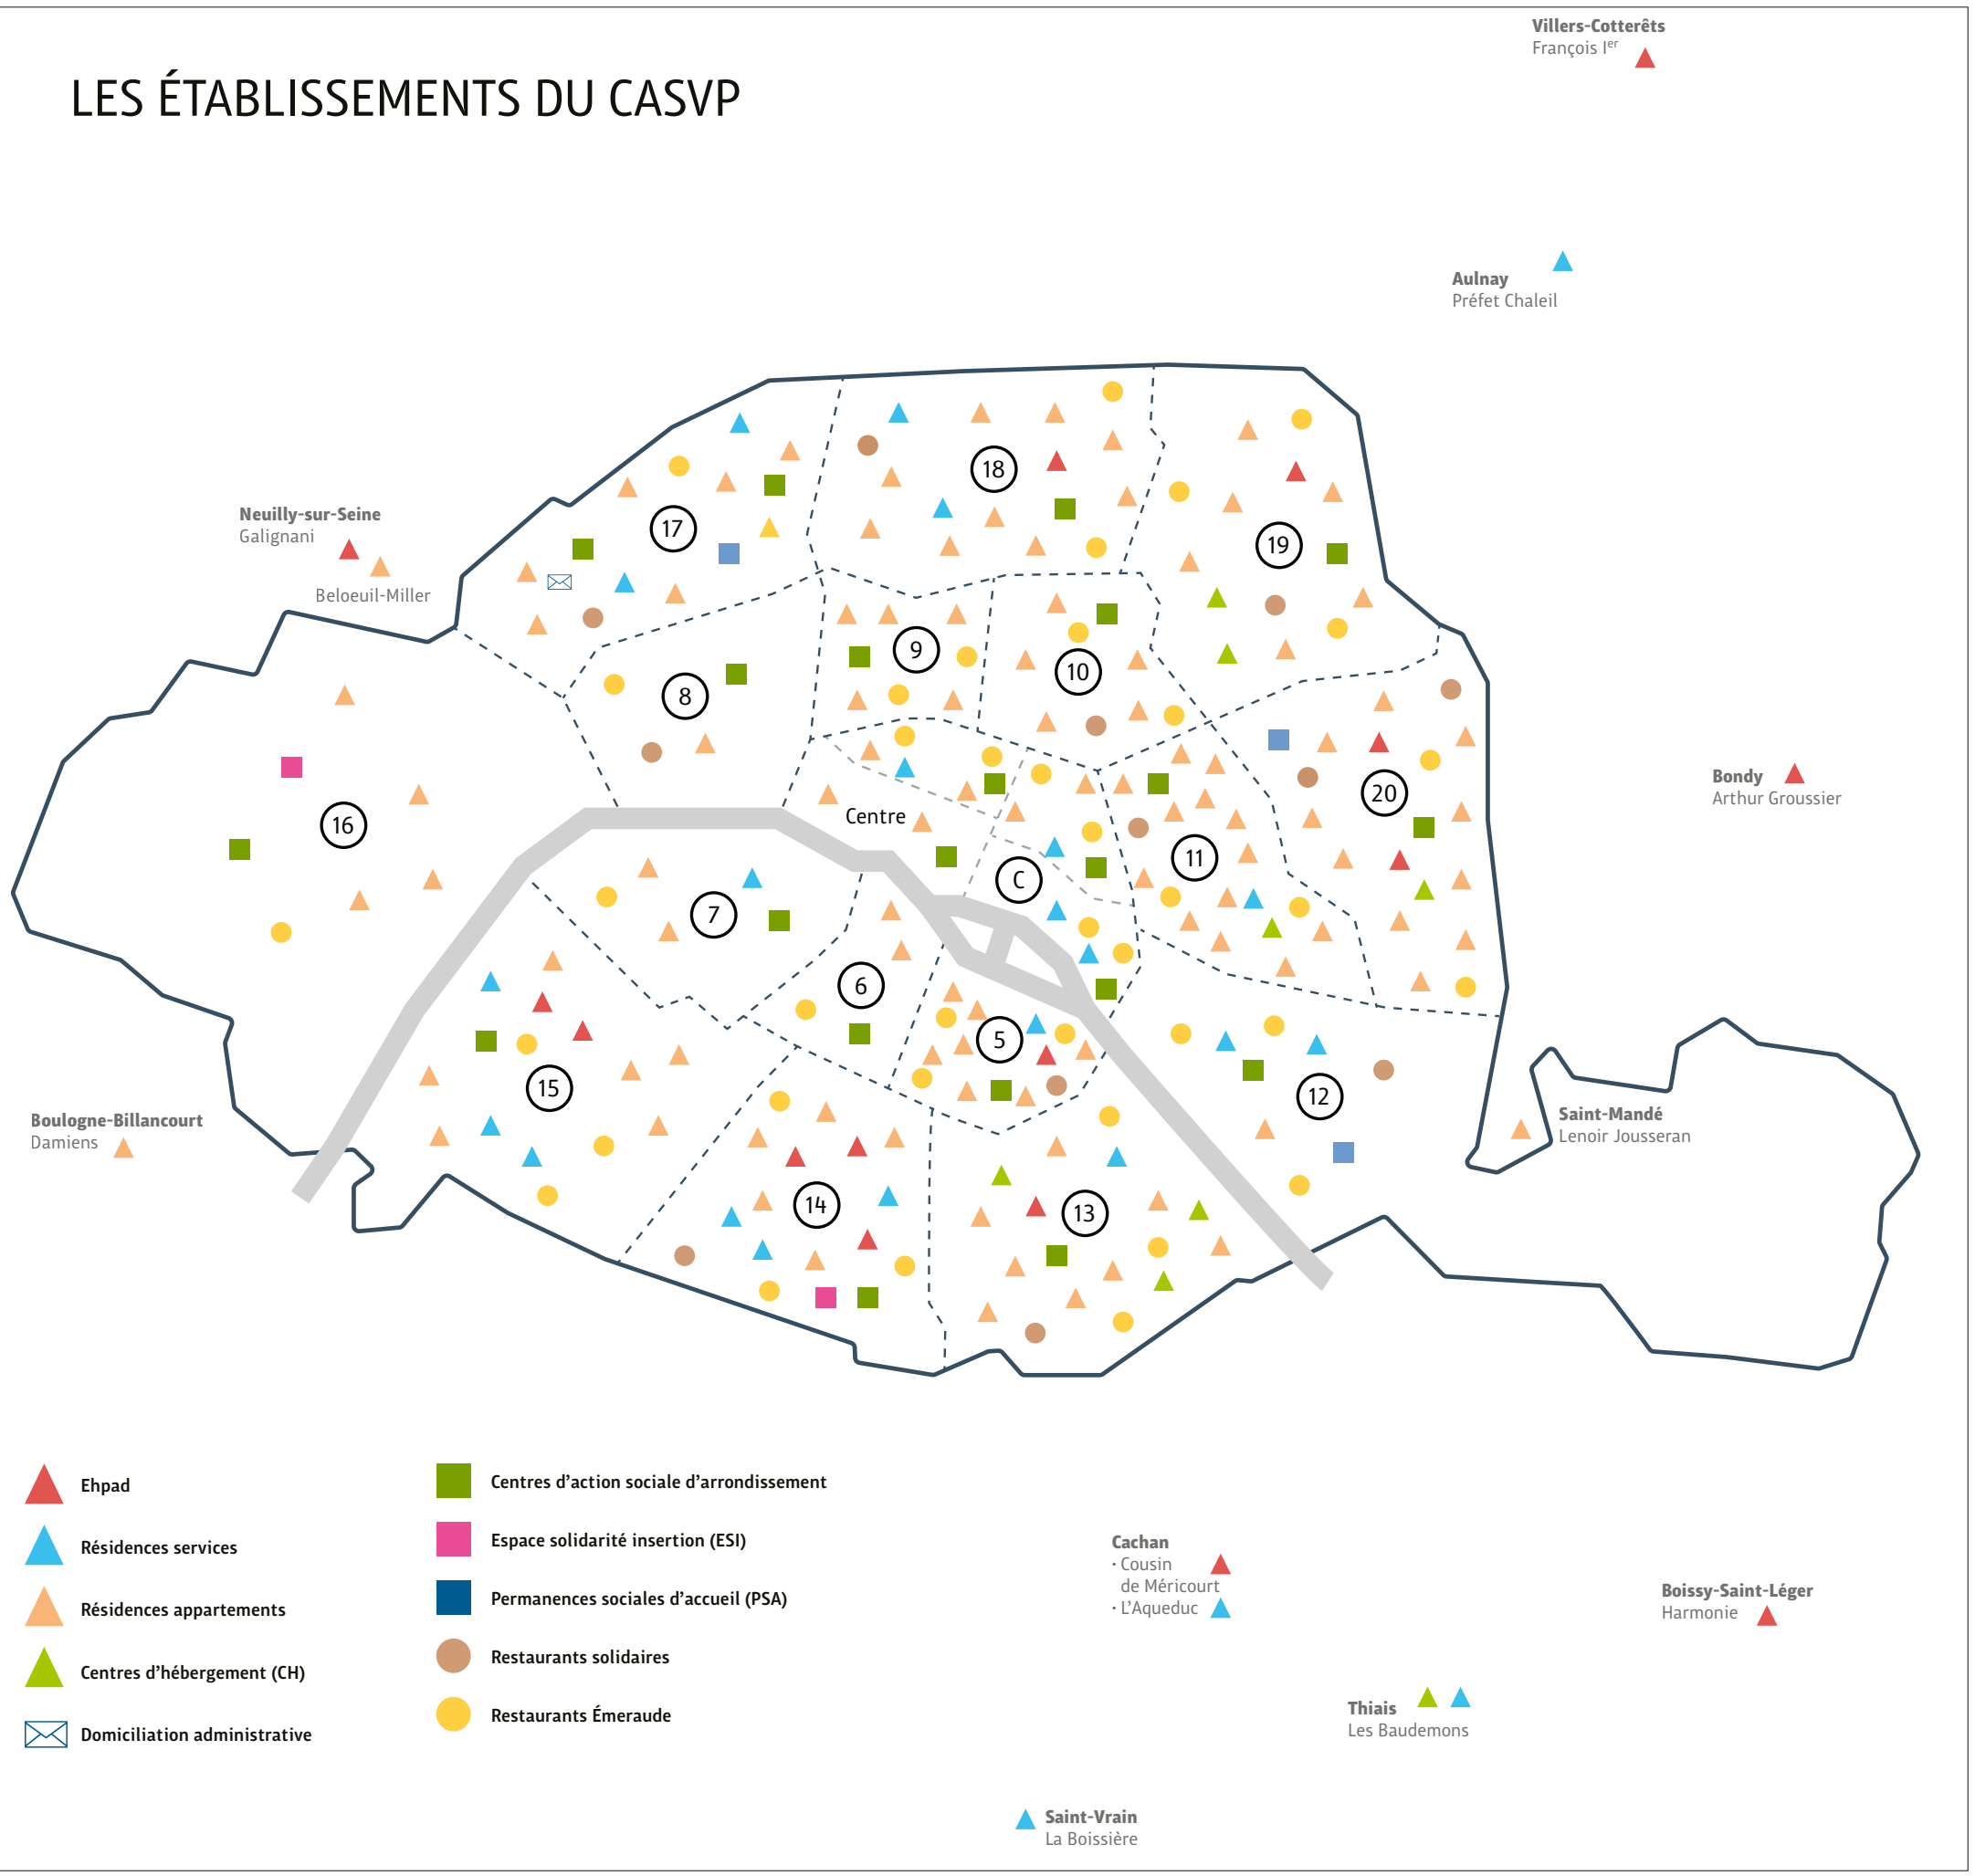 Villers-Cotterêts
François Ier
LES ÉTABLISSEMENTS DU CASVP
Aulnay
Préfet Chaleil
18
Neuilly-sur-Seine
Galignani
17
19
Beloeuil-Miller
9
10
8
Bondy
Arthur Groussier
20
Centre
16
11
C
7
6
5
15
12
Boulogne-Billancourt
Damiens
Saint-Mandé
Lenoir Jousseran
14
13
Ehpad
Résidences services
Résidences appartements
Centres d’hébergement (CH)
Domiciliation administrative
Centres d’action sociale d’arrondissement
Espace solidarité insertion (ESI)
Permanences sociales d’accueil (PSA)
Restaurants solidaires
Restaurants Émeraude
Cachan
· Cousin
de Méricourt
· L’Aqueduc
Boissy-Saint-Léger
Harmonie
Thiais
Les Baudemons
Saint-Vrain
La Boissière